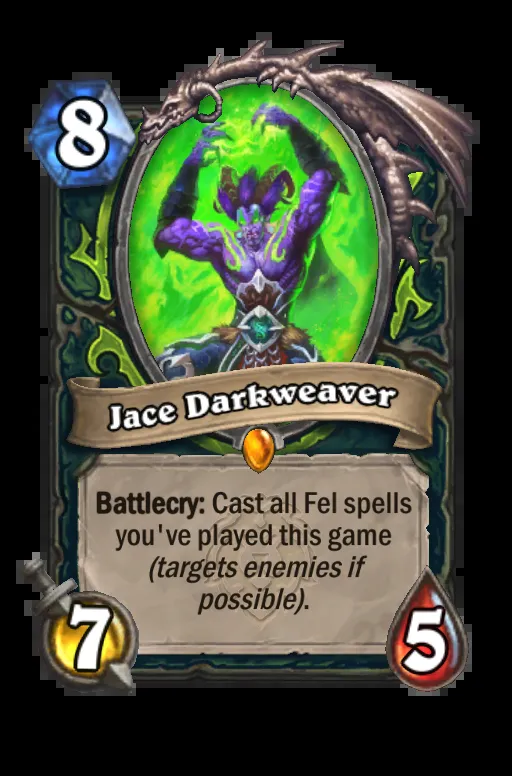 8
Jace Darkweaver
Battlecry: Cast all Fel spells
you've played this game
(targets enemies if
possible).
7
5